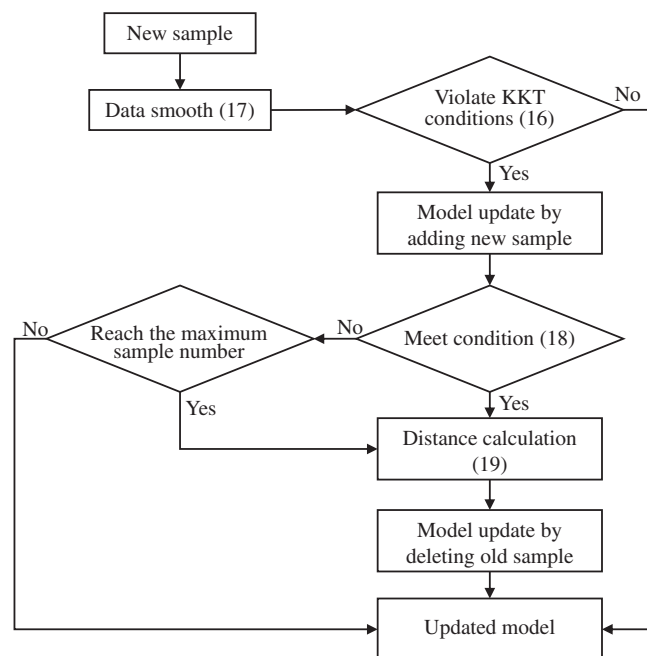 New sample
Data smooth (17)
Violate KKT
conditions (16)
No
Yes
Model update by
adding new sample
No
Reach the maximum
sample number
No
Meet condition (18)
Yes
Yes
Distance calculation
(19)
Model update by
deleting old sample
Updated model